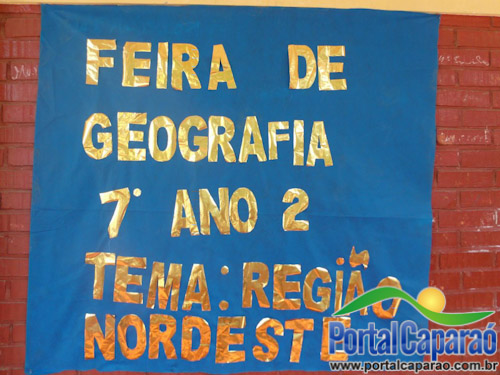 FEIRA DE
GEOGRAFIA
7° ANO 2
TEMA: REGIÃO
NORDESTE
PortalCaparaó
www.portalcaparao.com.br